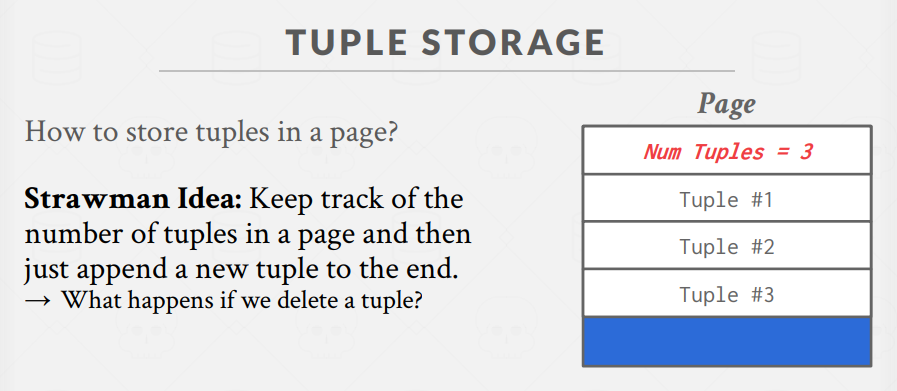 TUPLE STORAGE
How to store tuples in a page?
Strawman Idea: Keep track of the
number of tuples in a page and then
just append a new tuple to the end.
→ What happens if we delete a tuple?
Page
Num Tuples = 3
Tuple #1
Tuple #2
Tuple #3